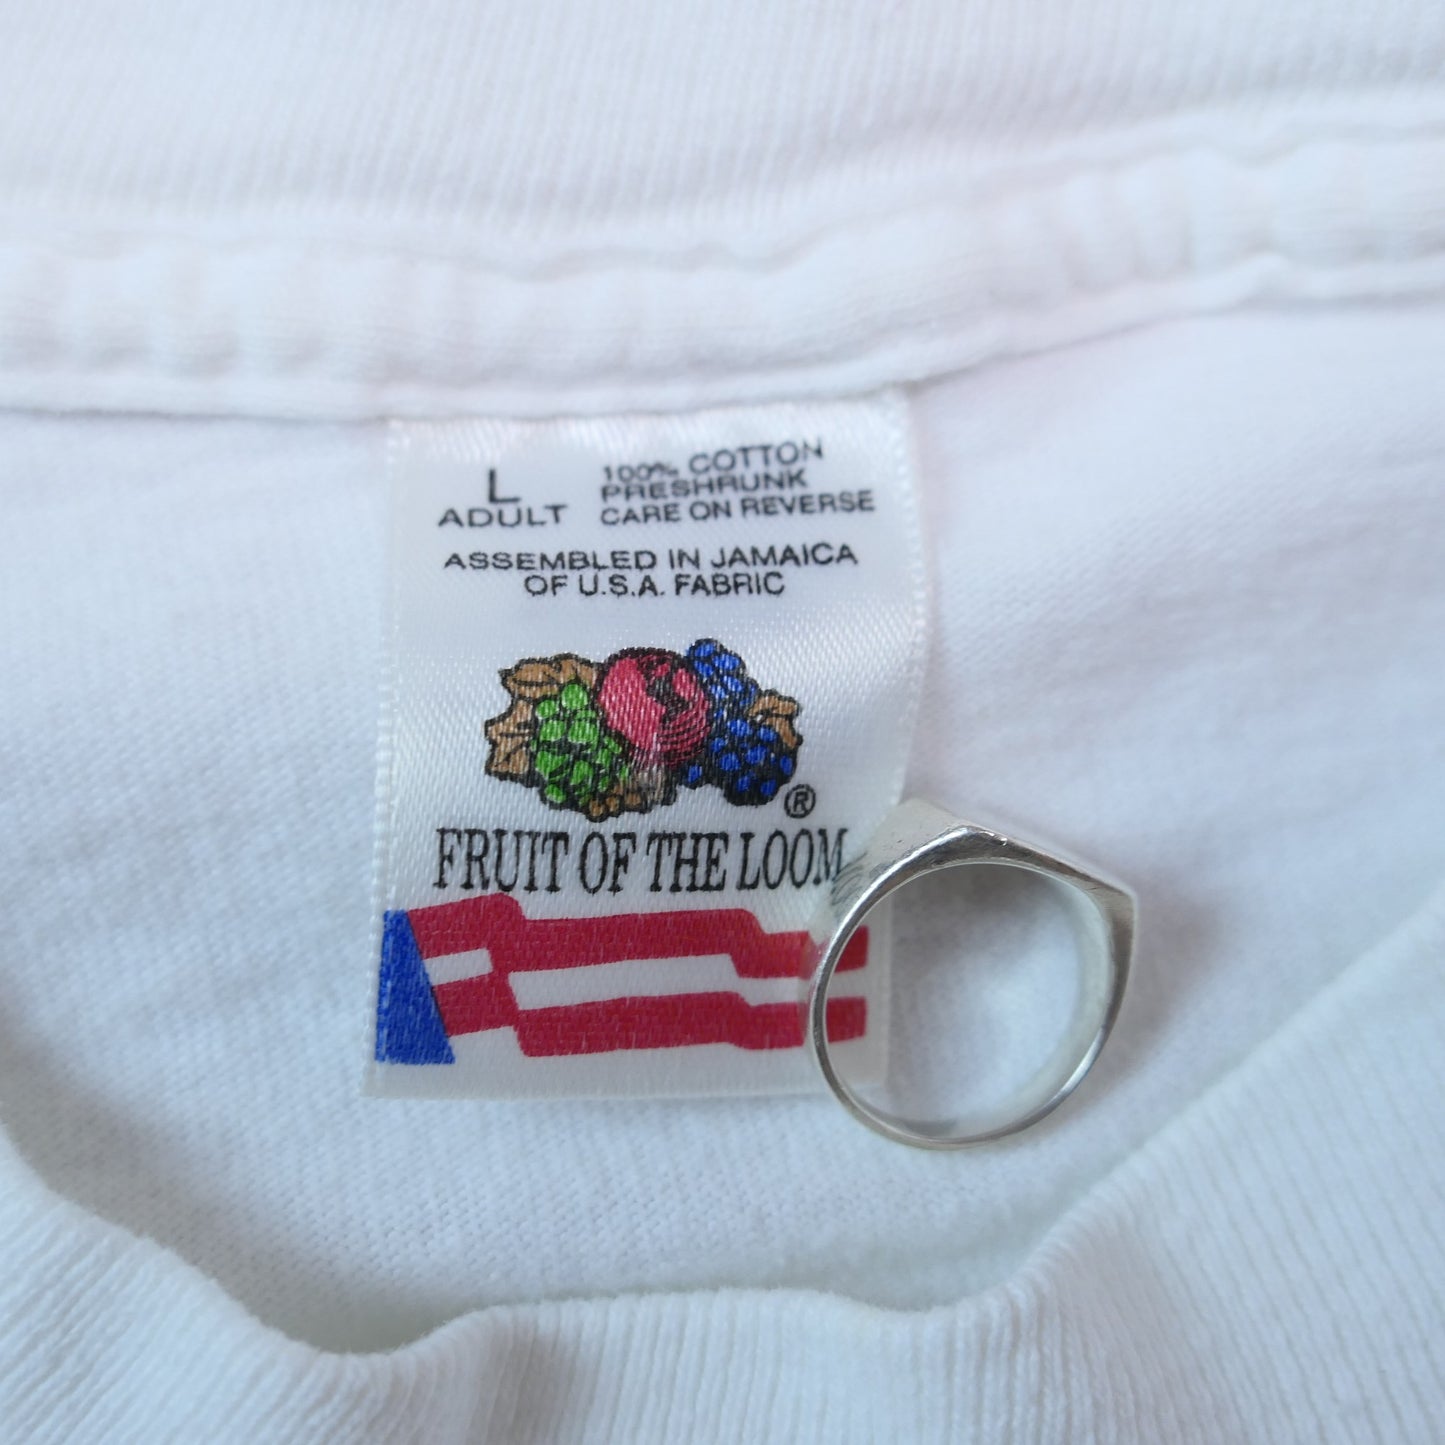 L
ADULT
100% COTTON
PRESHRUNK
CARE ON REVERSE
ASSEMBLED IN JAMAICA
OF U.S.A. FABRIC
®
FRUIT OF THE LOOM